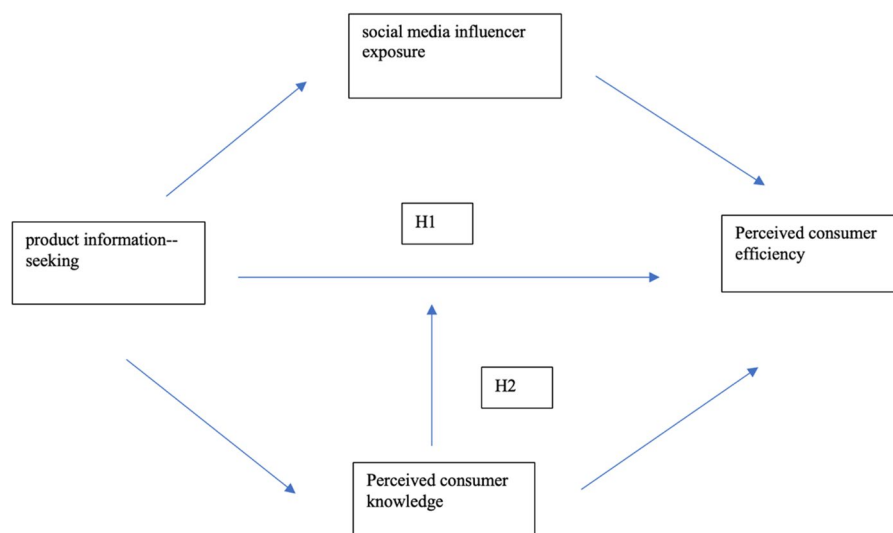 social media influencer
exposure
H1
product information--
seeking
Perceived consumer
efficiency
H2
Perceived consumer
knowledge